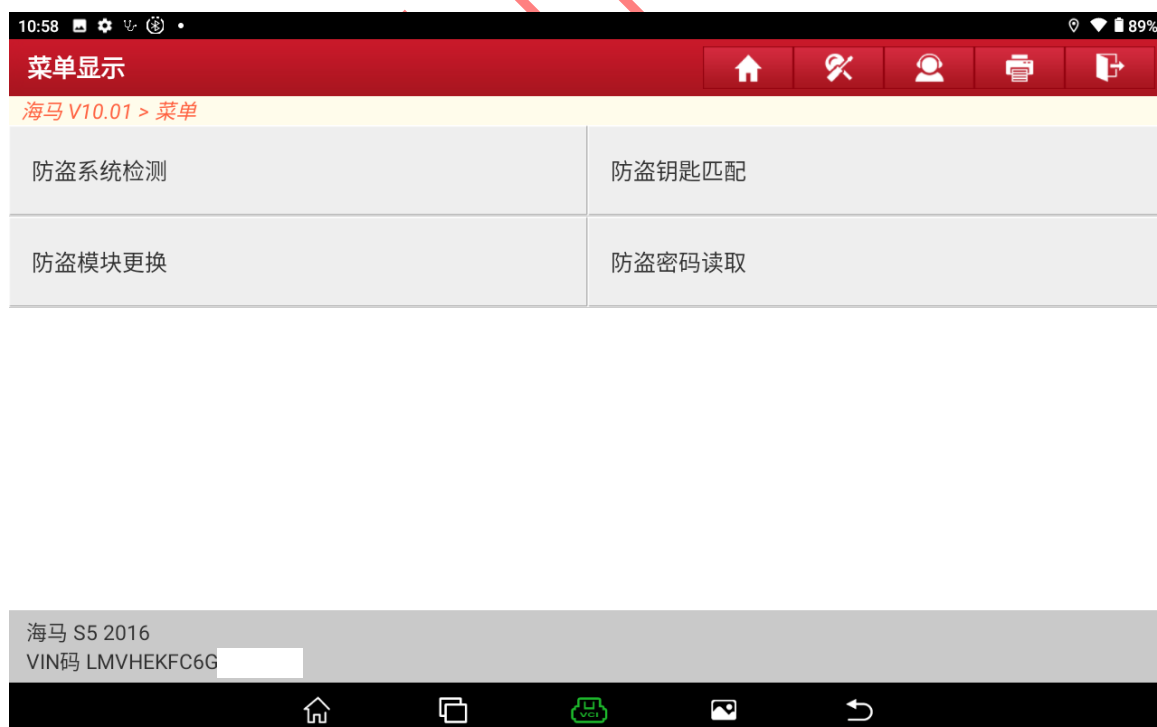 10:58
89%
菜单显示
海马 V10.01 > 菜单
防盗系统检测
防盗钥匙匹配
防盗模块更换
防盗密码读取
海马 S5 2016
VIN码 LMVHEKFC6G
VCI